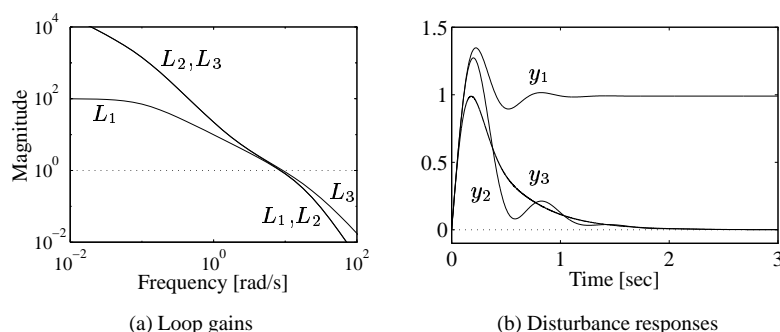 10^4
10^2
10^0
10^{-2}
Magnitude
L_2, L_3
L_1
L_3
L_1, L_2
10^{-2}
10^0
10^2
Frequency [rad/s]
(a) Loop gains
1.5
1
0.5
0
y_1
y_2
y_3
0
1
2
3
Time [sec]
(b) Disturbance responses